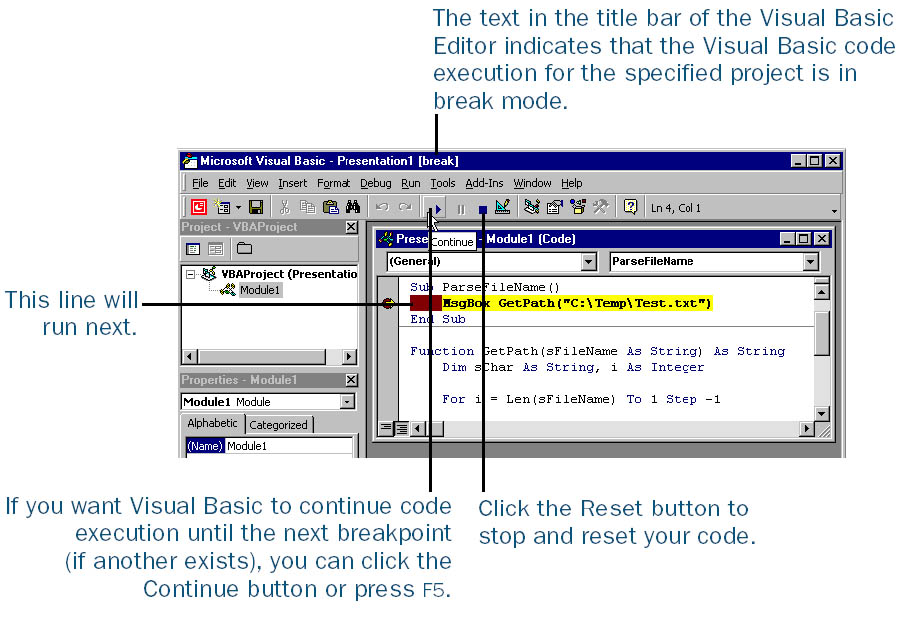 The text in the title bar of the Visual Basic
Editor indicates that the Visual Basic code
execution for the specified project is in
break mode.
Microsoft Visual Basic - Presentation1 [break]
File Edit View Insert Format Debug Run Tools Add-Ins Window Help
Ln 4, Col 1
Project - VBAProject
VBAProject (Presentatio
Module1
Continue
- Module1 (Code)
(General)
ParseFileName
Sub ParseFileName()
MsgBox GetPath("C:\Temp\Test.txt")
End Sub
Function GetPath(sFileName As String) As String
Dim sChar As String, i As Integer
For i = Len(sFileName) To 1 Step -1
This line will
run next.
Properties - Module1
Module1 Module
Alphabetic Categorized
(Name) Module1
If you want Visual Basic to continue code
execution until the next breakpoint
(if another exists), you can click the
Continue button or press F5.
Click the Reset button to
stop and reset your code.